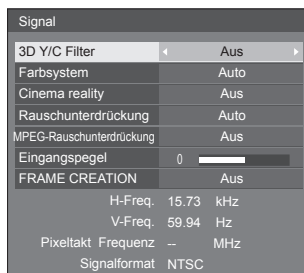 Signal
3D Y/C Filter Aus
Farbsystem Auto
Cinema reality Aus
Rauschunterdrückung Auto
MPEG-Rauschunterdrückung Aus
Eingangspegel 0
FRAME CREATION Aus
H-Freq. 15.73 kHz
V-Freq. 59.94 Hz
Pixeltakt Frequenz -- MHz
Signalformat NTSC